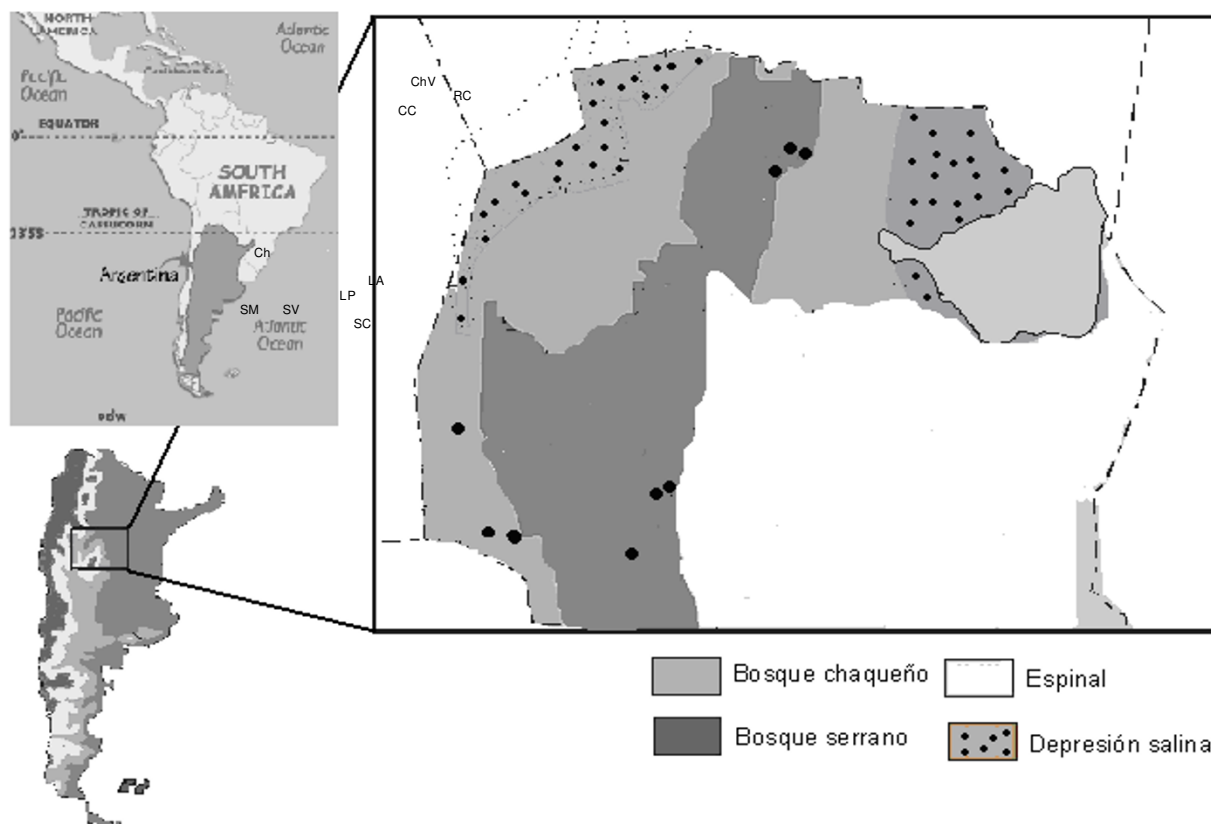 NORTH
AMERICA
Atlantic
Ocean
Pacific
Ocean
EQUATOR
0°
SOUTH
AMERICA
TROPIC OF
CAPRICORN
Argentina
Pacific
Ocean
Atlantic
Ocean
ChV
RC
CC
Ch
LA
LP
SM
SV
SC
Bosque chaqueño
Espinal
Bosque serrano
Depresión salina